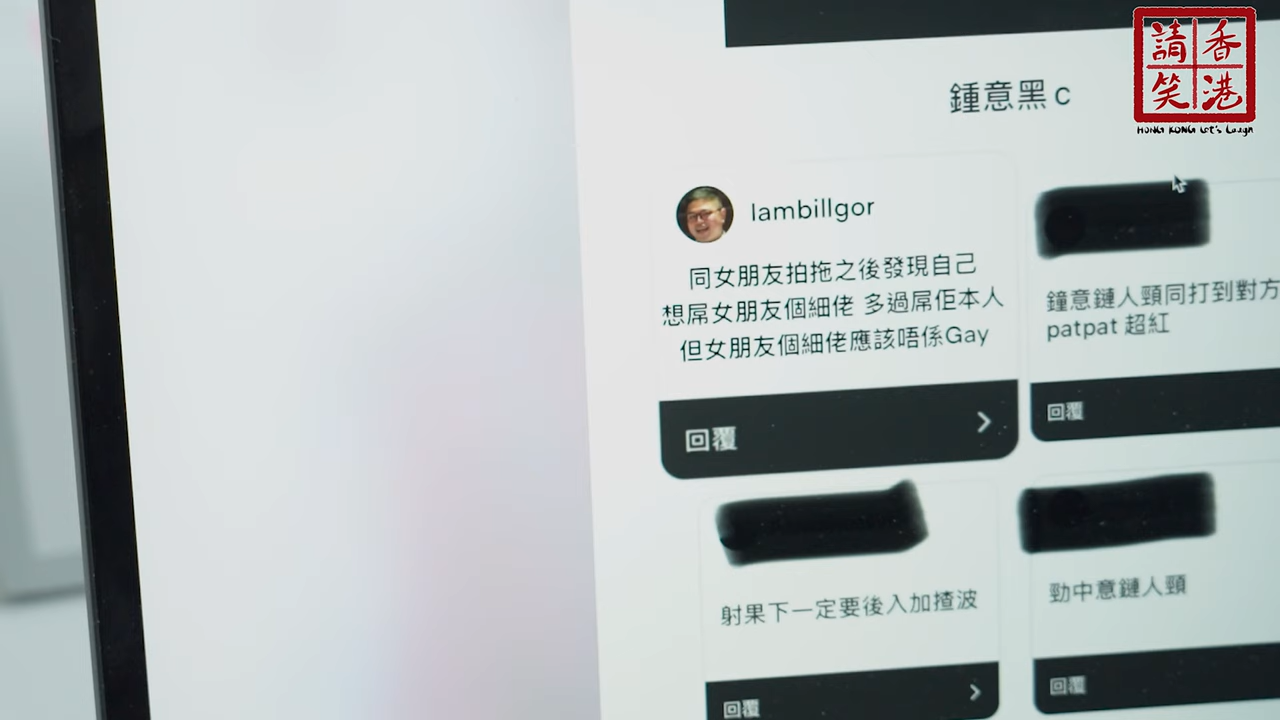 請香
笑港
HONG KONG Let's Laugh
鍾意黑c
lambillgor
同女朋友拍拖之後發現自己
想屌女朋友個細佬 多過屌佢本人
但女朋友個細佬應該唔係Gay
回覆
鐘意鏈人頸同打到對方
patpat 超紅
回覆
射果下一定要後入加揸波
回覆
勁中意鏈人頸
回覆